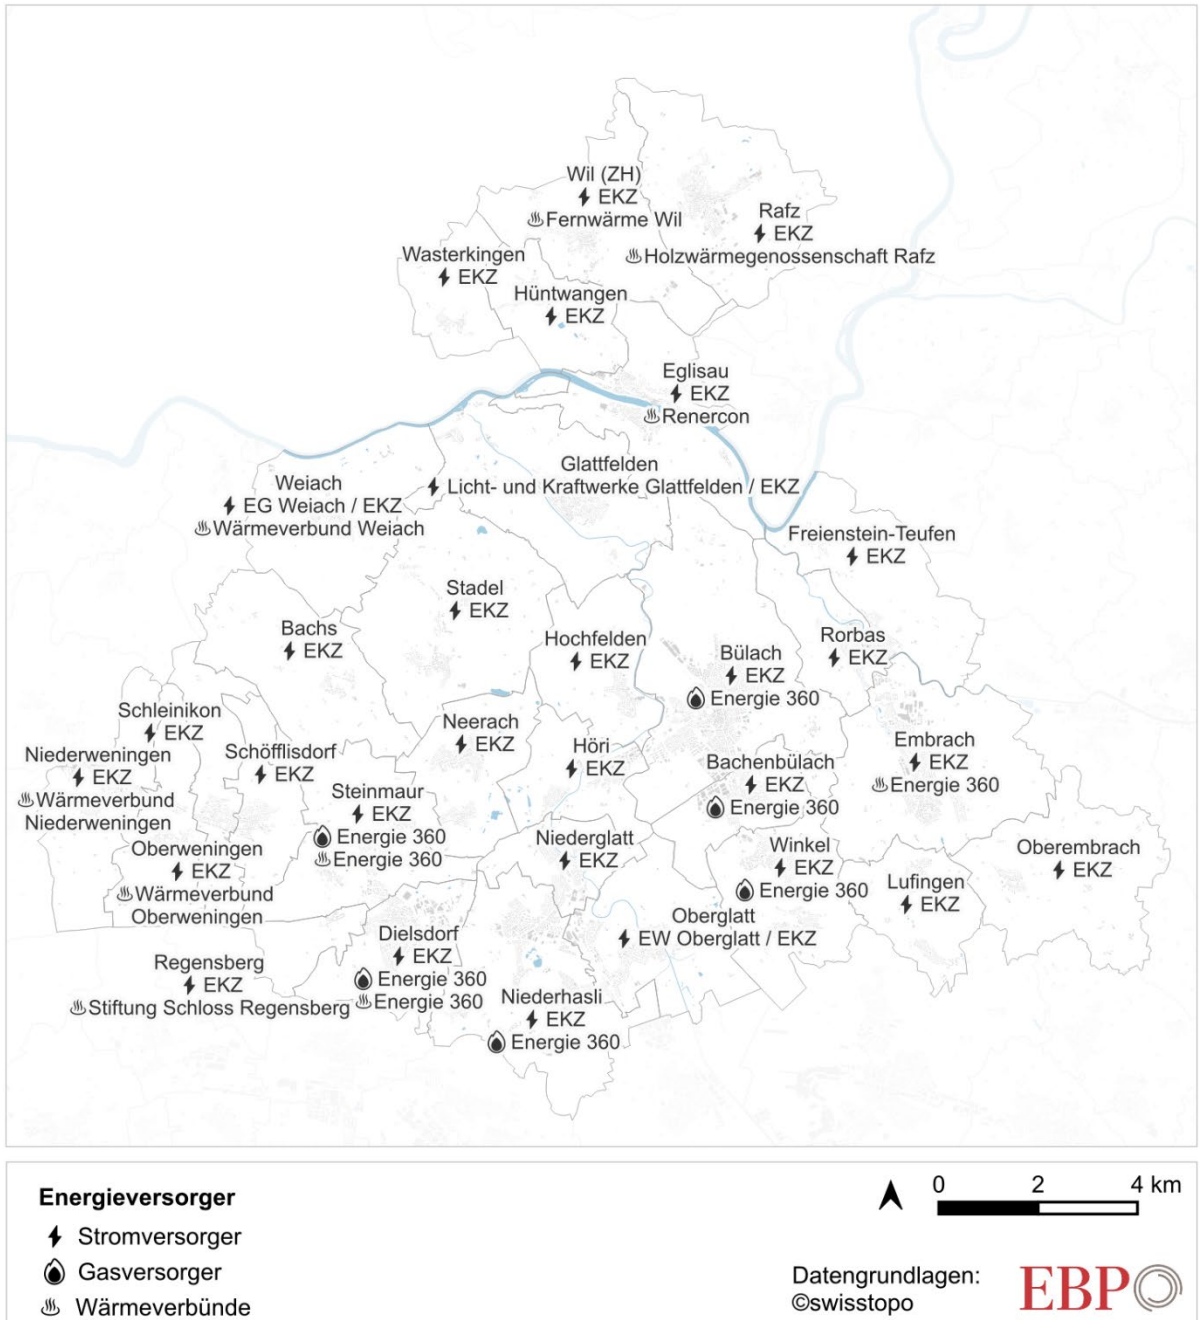 Wil (ZH)
EKZ
Fernwärme Wil
Rafz
EKZ
Holzwärmegenossenschaft Rafz
Wasterkingen
EKZ
Hüntwangen
EKZ
Eglisau
EKZ
Renercon
Glattfelden
Licht- und Kraftwerke Glattfelden / EKZ
Weiach
EG Weiach / EKZ
Wärmeverbund Weiach
Freienstein-Teufen
EKZ
Stadel
EKZ
Bachs
EKZ
Hochfelden
EKZ
Bülach
EKZ
Energie 360
Rorbas
EKZ
Schleinikon
EKZ
Niederweningen
EKZ
Wärmeverbund
Niederweningen
Schöfflisdorf
EKZ
Neerach
EKZ
Höri
EKZ
Bachenbülach
EKZ
Energie 360
Embrach
EKZ
Energie 360
Steinmaur
EKZ
Energie 360
Energie 360
Oberweningen
EKZ
Wärmeverbund
Oberweningen
Niederglatt
EKZ
Winkel
EKZ
Energie 360
Lufingen
EKZ
Oberembrach
EKZ
Oberglatt
EW Oberglatt / EKZ
Dielsdorf
EKZ
Energie 360
Energie 360
Regensberg
EKZ
Stiftung Schloss Regensberg
Niederhasli
EKZ
Energie 360
Energieversorger
Stromversorger
Gasversorger
Wärmeverbünde
0 2 4 km
Datengrundlagen:
©swisstopo
EBP